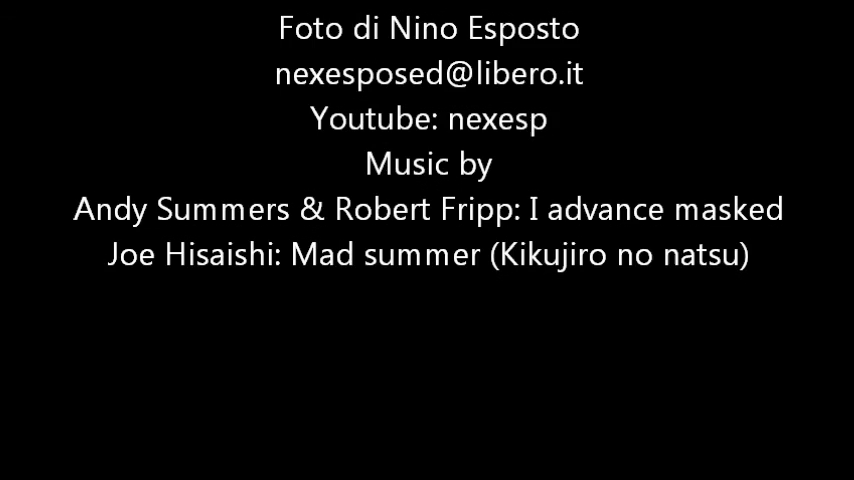 Foto di Nino Esposto
nexesposed@libero.it
Youtube: nexesp
Music by
Andy Summers & Robert Fripp: I advance masked
Joe Hisaishi: Mad summer (Kikujiro no natsu)